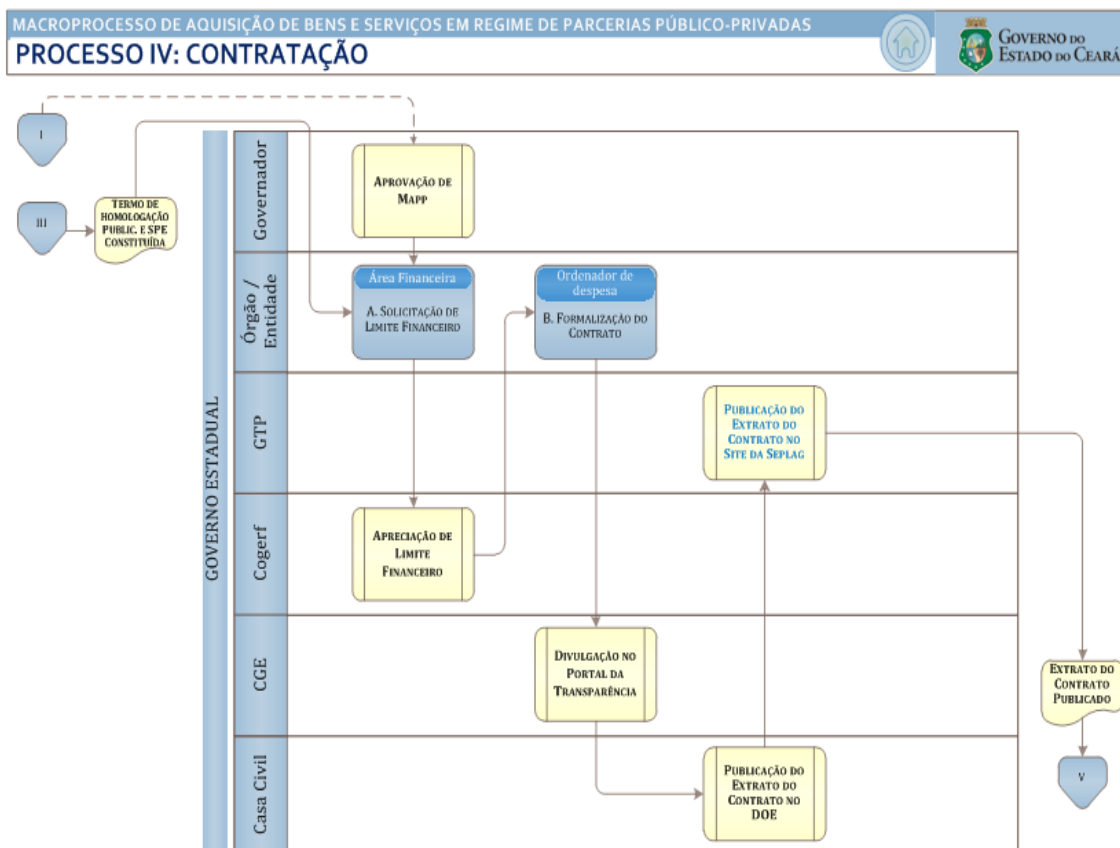 MACROPROCESSO DE AQUISIÇÃO DE BENS E SERVIÇOS EM REGIME DE PARCERIAS PÚBLICO-PRIVADAS
PROCESSO IV: CONTRATAÇÃO
GOVERNO DO
ESTADO DO CEARÁ
I
III
TERMO DE
HOMOLOGAÇÃO
PUBLIC. E SPE
CONSTITUÍDA
GOVERNO ESTADUAL
Governador
APROVAÇÃO DE
MAPP
Órgão /
Entidade
Área Financeira
A. SOLICITAÇÃO DE
LIMITE FINANCEIRO
Ordenador de
despesa
B. FORMALIZAÇÃO DO
CONTRATO
GTP
PUBLICAÇÃO DO
EXTRATO DO
CONTRATO NO
SITE DA SEPLAG
Cogerf
APRECIAÇÃO DE
LIMITE
FINANCEIRO
CGE
DIVULGAÇÃO NO
PORTAL DA
TRANSPARÊNCIA
EXTRATO DO
CONTRATO
PUBLICADO
Casa Civil
PUBLICAÇÃO DO
EXTRATO DO
CONTRATO NO
DOE
V